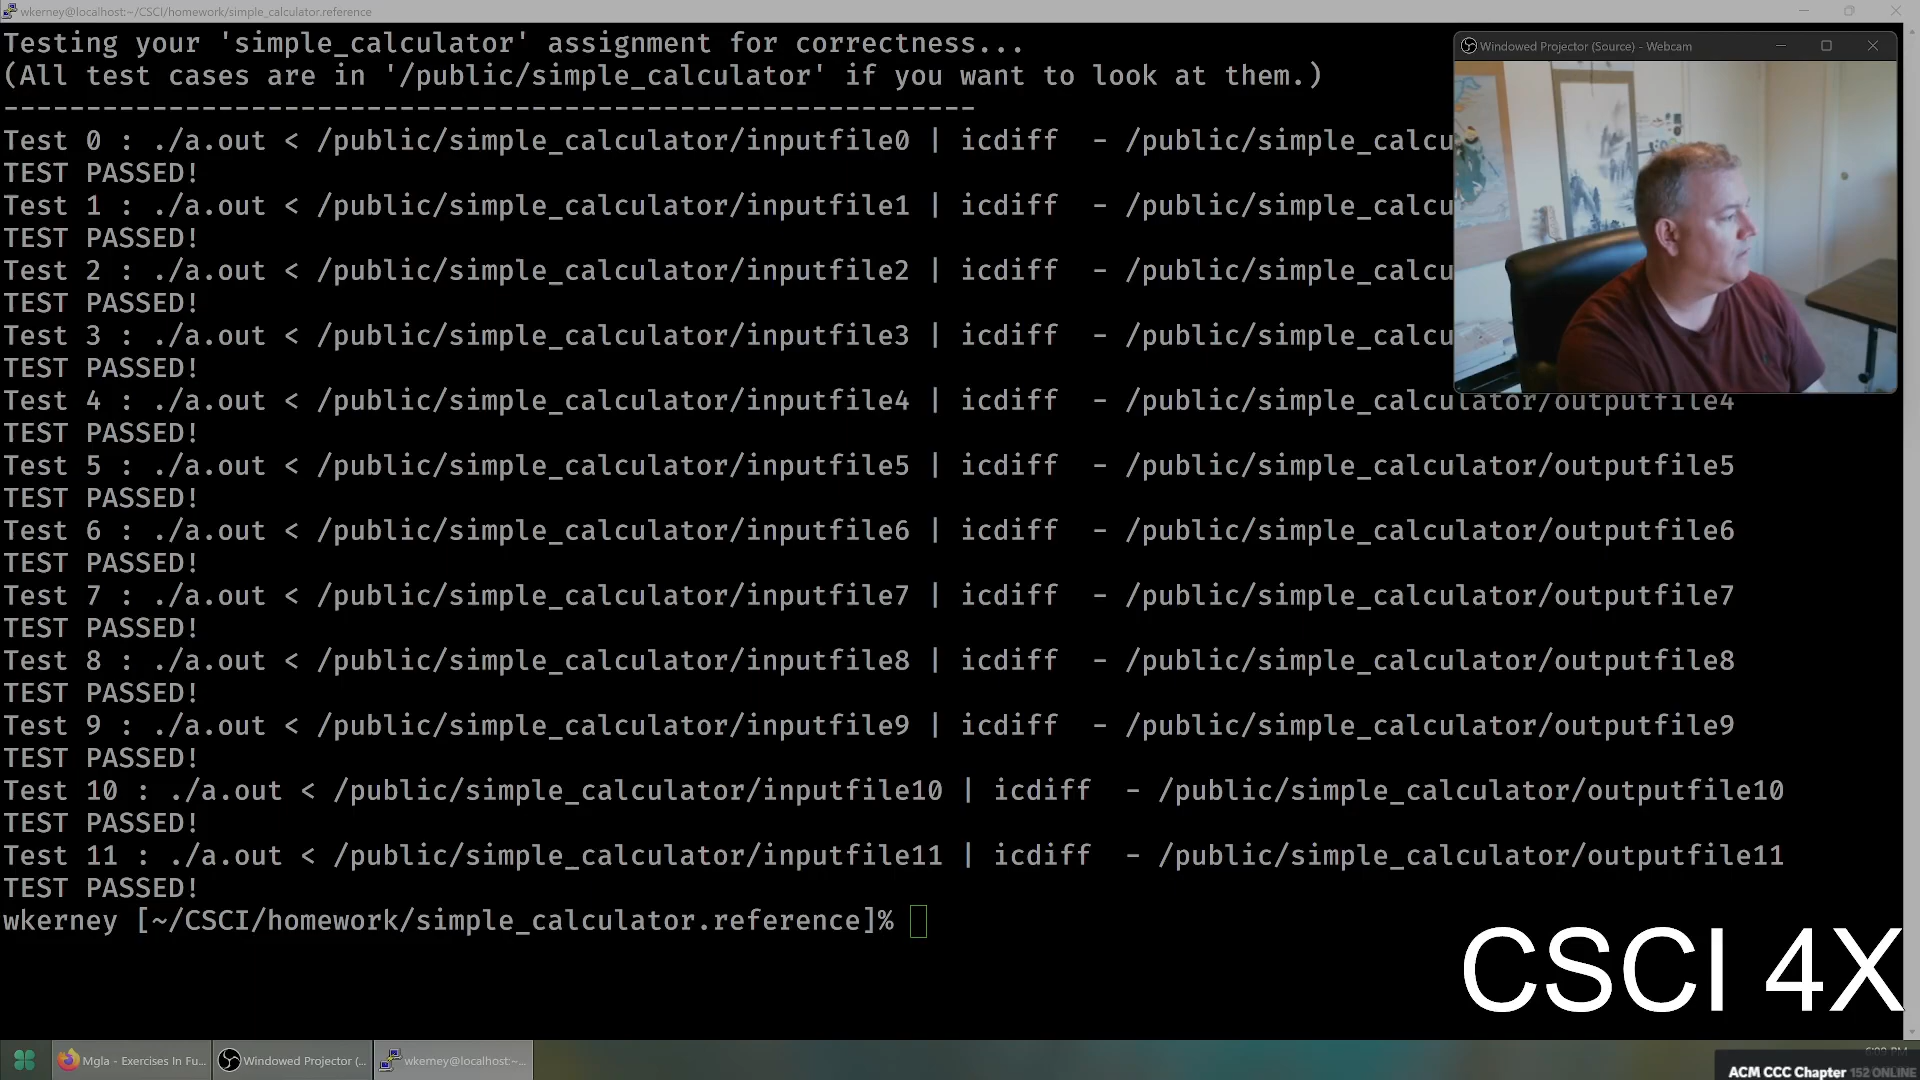 wkerney@localhost:~/CSCI/homework/simple_calculator.reference
Testing your 'simple_calculator' assignment for correctness...
(All test cases are in '/public/simple_calculator' if you want to look at them.)
-----------------------------------------------------------
Windowed Projector (Source) - Webcam
Test 0 : ./a.out < /public/simple_calculator/inputfile0 | icdiff  - /public/simple_calcu
TEST PASSED!
Test 1 : ./a.out < /public/simple_calculator/inputfile1 | icdiff  - /public/simple_calcu
TEST PASSED!
Test 2 : ./a.out < /public/simple_calculator/inputfile2 | icdiff  - /public/simple_calcu
TEST PASSED!
Test 3 : ./a.out < /public/simple_calculator/inputfile3 | icdiff  - /public/simple_calcu
TEST PASSED!
Test 4 : ./a.out < /public/simple_calculator/inputfile4 | icdiff  - /public/simple_calculator/outputfile4
TEST PASSED!
Test 5 : ./a.out < /public/simple_calculator/inputfile5 | icdiff  - /public/simple_calculator/outputfile5
TEST PASSED!
Test 6 : ./a.out < /public/simple_calculator/inputfile6 | icdiff  - /public/simple_calculator/outputfile6
TEST PASSED!
Test 7 : ./a.out < /public/simple_calculator/inputfile7 | icdiff  - /public/simple_calculator/outputfile7
TEST PASSED!
Test 8 : ./a.out < /public/simple_calculator/inputfile8 | icdiff  - /public/simple_calculator/outputfile8
TEST PASSED!
Test 9 : ./a.out < /public/simple_calculator/inputfile9 | icdiff  - /public/simple_calculator/outputfile9
TEST PASSED!
Test 10 : ./a.out < /public/simple_calculator/inputfile10 | icdiff  - /public/simple_calculator/outputfile10
TEST PASSED!
Test 11 : ./a.out < /public/simple_calculator/inputfile11 | icdiff  - /public/simple_calculator/outputfile11
TEST PASSED!
wkerney [~/CSCI/homework/simple_calculator.reference]%
CSCI 4X
Mgla - Exercises In Fu...
Windowed Projector (...
wkerney@localhost:~...
ACM CCC Chapter 152 ONLINE